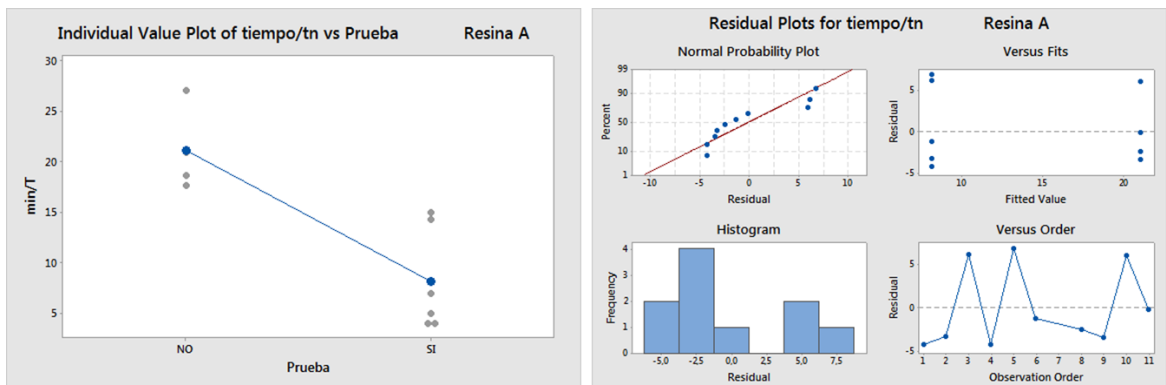 Individual Value Plot of tiempo/tn vs Prueba Resina A
30
25
20
15
10
5
min/T
NO SI
Prueba
Residual Plots for tiempo/tn Resina A
Normal Probability Plot
99
90
50
10
1
Percent
-10 -5 0 5 10
Residual
Versus Fits
5
0
-5
Residual
10 15 20
Fitted Value
Histogram
4
3
2
1
0
Frequency
-5,0 -2,5 0,0 2,5 5,0 7,5
Residual
Versus Order
5
0
-5
Residual
1 2 3 4 5 6 7 8 9 10 11
Observation Order